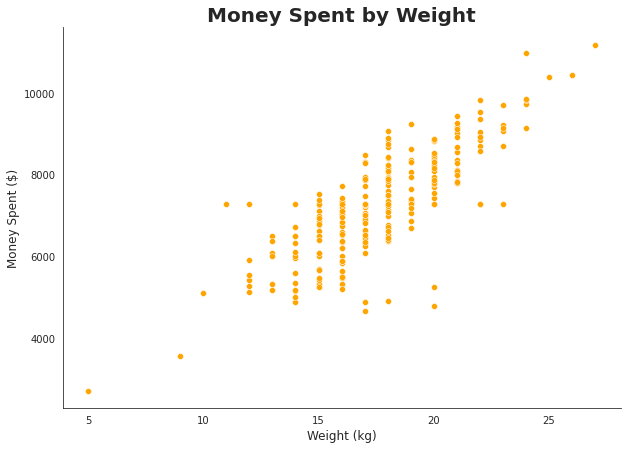 Money Spent by Weight
Money Spent ($)
10000
8000
6000
4000
5 10 15 20 25
Weight (kg)